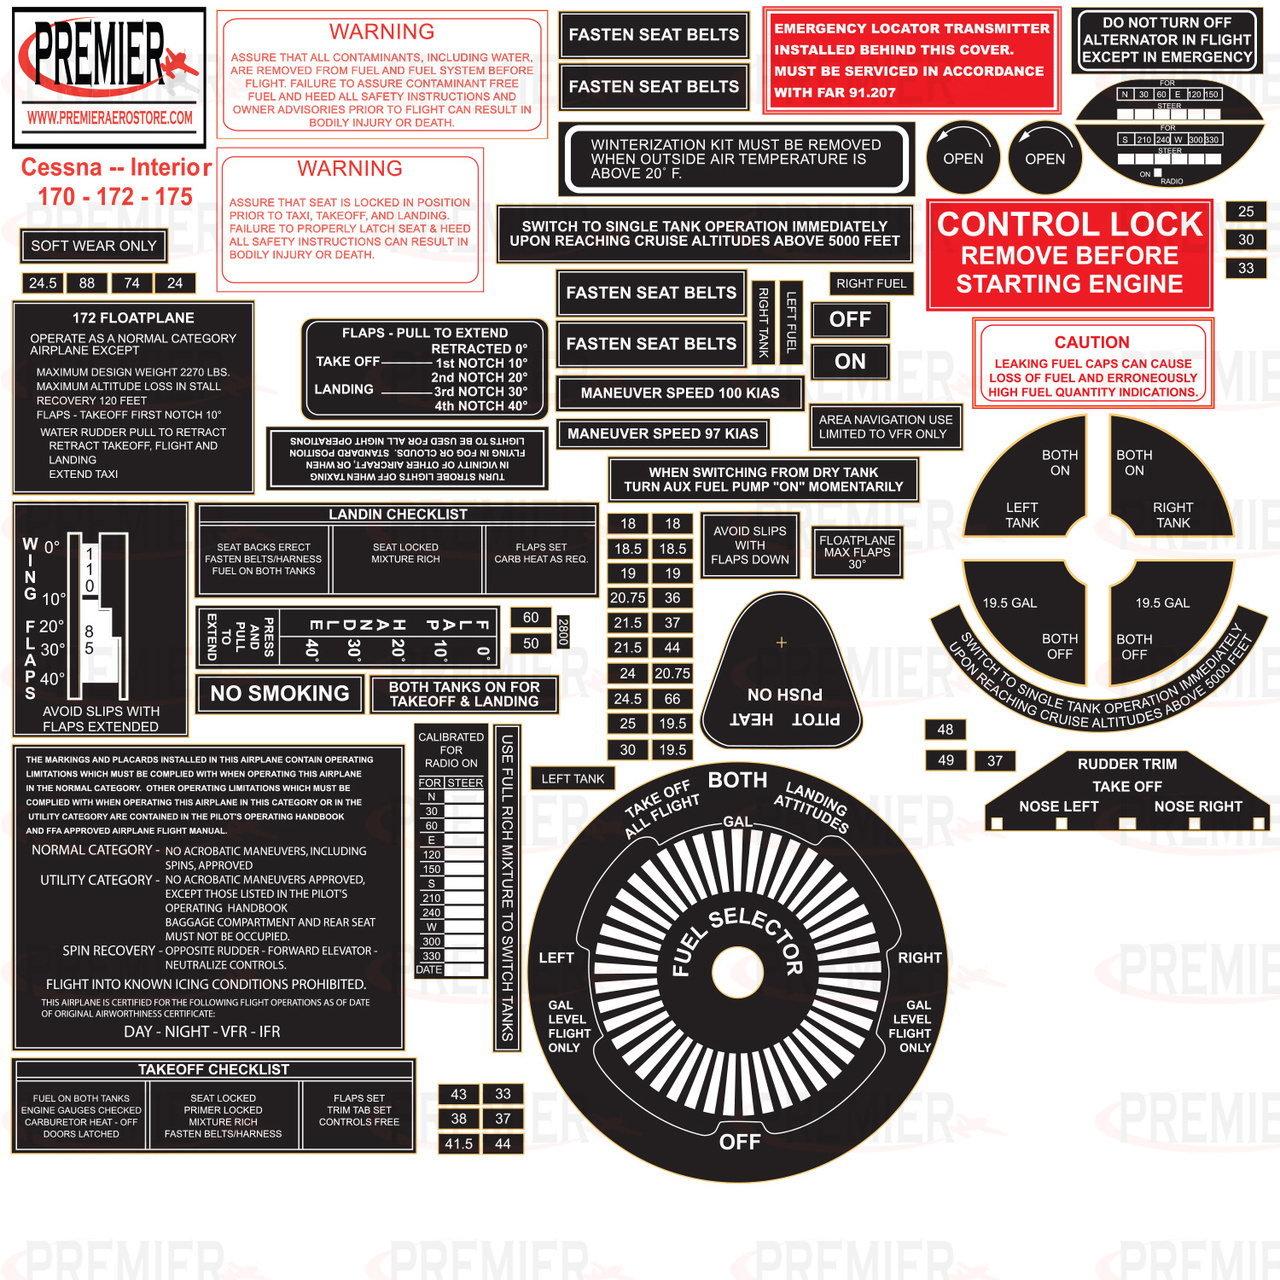 PREMIER
WWW.PREMIERAEROSTORE.COM
Cessna -- Interior
170 - 172 - 175
SOFT WEAR ONLY
24.5
88
74
24
WARNING
ASSURE THAT ALL CONTAMINANTS, INCLUDING WATER,
ARE REMOVED FROM FUEL AND FUEL SYSTEM BEFORE
FLIGHT. FAILURE TO ASSURE CONTAMINANT FREE
FUEL AND HEED ALL SAFETY INSTRUCTIONS AND
OWNER ADVISORIES PRIOR TO FLIGHT CAN RESULT IN
BODILY INJURY OR DEATH.
WARNING
ASSURE THAT SEAT IS LOCKED IN POSITION
PRIOR TO TAXI, TAKEOFF, AND LANDING.
FAILURE TO PROPERLY LATCH SEAT & HEED
ALL SAFETY INSTRUCTIONS CAN RESULT IN
BODILY INJURY OR DEATH.
FASTEN SEAT BELTS
FASTEN SEAT BELTS
EMERGENCY LOCATOR TRANSMITTER
INSTALLED BEHIND THIS COVER.
MUST BE SERVICED IN ACCORDANCE
WITH FAR 91.207
DO NOT TURN OFF
ALTERNATOR IN FLIGHT
EXCEPT IN EMERGENCY
FOR
N 30 60 E 120 150
STEER
FOR
S 210 240 W 300 330
STEER
ON
RADIO
WINTERIZATION KIT MUST BE REMOVED
WHEN OUTSIDE AIR TEMPERATURE IS
ABOVE 20° F.
OPEN
OPEN
SWITCH TO SINGLE TANK OPERATION IMMEDIATELY
UPON REACHING CRUISE ALTITUDES ABOVE 5000 FEET
CONTROL LOCK
REMOVE BEFORE
STARTING ENGINE
25
30
33
FASTEN SEAT BELTS
FASTEN SEAT BELTS
RIGHT TANK
LEFT FUEL
RIGHT FUEL
OFF
ON
CAUTION
LEAKING FUEL CAPS CAN CAUSE
LOSS OF FUEL AND ERRONEOUSLY
HIGH FUEL QUANTITY INDICATIONS.
172 FLOATPLANE
OPERATE AS A NORMAL CATEGORY
AIRPLANE EXCEPT
MAXIMUM DESIGN WEIGHT 2270 LBS.
MAXIMUM ALTITUDE LOSS IN STALL
RECOVERY 120 FEET
FLAPS - TAKEOFF FIRST NOTCH 10°
WATER RUDDER PULL TO RETRACT
RETRACT TAKEOFF, FLIGHT AND
LANDING
EXTEND TAXI
FLAPS - PULL TO EXTEND
RETRACTED 0°
TAKE OFF 1st NOTCH 10°
2nd NOTCH 20°
LANDING 3rd NOTCH 30°
4th NOTCH 40°
TURN STROBE LIGHTS OFF WHEN TAXING
IN VICINITY OF OTHER AIRCRAFT, OR WHEN
FLYING IN FOG OR CLOUDS. STANDARD POSITION
LIGHTS TO BE USED FOR ALL NIGHT OPERATIONS
MANEUVER SPEED 100 KIAS
MANEUVER SPEED 97 KIAS
AREA NAVIGATION USE
LIMITED TO VFR ONLY
WHEN SWITCHING FROM DRY TANK
TURN AUX FUEL PUMP "ON" MOMENTARILY
BOTH
ON
LEFT
TANK
BOTH
ON
RIGHT
TANK
19.5 GAL
BOTH
OFF
19.5 GAL
BOTH
OFF
SWITCH TO SINGLE TANK OPERATION IMMEDIATELY
UPON REACHING CRUISE ALTITUDES ABOVE 5000 FEET
WING FLAPS
0°
10°
20°
30°
40°
110
85
AVOID SLIPS WITH
FLAPS EXTENDED
LANDIN CHECKLIST
SEAT BACKS ERECT
FASTEN BELTS/HARNESS
FUEL ON BOTH TANKS
SEAT LOCKED
MIXTURE RICH
FLAPS SET
CARB HEAT AS REQ.
PRESS
AND
PULL
TO
EXTEND
FLAP HANDLE
40° 30° 20° 10° 0°
60
50
2800
NO SMOKING
BOTH TANKS ON FOR
TAKEOFF & LANDING
18 18
18.5 18.5
19 19
20.75 36
21.5 37
21.5 44
24 20.75
24.5 66
25 19.5
30 19.5
AVOID SLIPS
WITH
FLAPS DOWN
FLOATPLANE
MAX FLAPS
30°
PITOT HEAT
PUSH ON
48
49
37
RUDDER TRIM
TAKE OFF
NOSE LEFT NOSE RIGHT
THE MARKINGS AND PLACARDS INSTALLED IN THIS AIRPLANE CONTAIN OPERATING
LIMITATIONS WHICH MUST BE COMPLIED WITH WHEN OPERATING THIS AIRPLANE
IN THE NORMAL CATEGORY. OTHER OPERATING LIMITATIONS WHICH MUST BE
COMPLIED WITH WHEN OPERATING THIS AIRPLANE IN THIS CATEGORY OR IN THE
UTILITY CATEGORY ARE CONTAINED IN THE PILOT'S OPERATING HANDBOOK
AND FFA APPROVED AIRPLANE FLIGHT MANUAL.
NORMAL CATEGORY - NO ACROBATIC MANEUVERS, INCLUDING
SPINS, APPROVED
UTILITY CATEGORY - NO ACROBATIC MANEUVERS APPROVED,
EXCEPT THOSE LISTED IN THE PILOT'S
OPERATING HANDBOOK
BAGGAGE COMPARTMENT AND REAR SEAT
MUST NOT BE OCCUPIED.
SPIN RECOVERY - OPPOSITE RUDDER - FORWARD ELEVATOR -
NEUTRALIZE CONTROLS.
FLIGHT INTO KNOWN ICING CONDITIONS PROHIBITED.
THIS AIRPLANE IS CERTIFIED FOR THE FOLLOWING FLIGHT OPERATIONS AS OF DATE
OF ORIGINAL AIRWORTHINESS CERTIFICATE:
DAY - NIGHT - VFR - IFR
CALIBRATED
FOR
RADIO ON
FOR STEER
N
30
60
E
120
150
S
210
240
W
300
330
DATE
USE FULL RICH MIXTURE TO SWITCH TANKS
LEFT TANK
BOTH
TAKE OFF
ALL FLIGHT
LANDING
ATTITUDES
GAL
FUEL SELECTOR
LEFT
RIGHT
GAL
LEVEL
FLIGHT
ONLY
GAL
LEVEL
FLIGHT
ONLY
OFF
TAKEOFF CHECKLIST
FUEL ON BOTH TANKS
ENGINE GAUGES CHECKED
CARBURETOR HEAT - OFF
DOORS LATCHED
SEAT LOCKED
PRIMER LOCKED
MIXTURE RICH
FASTEN BELTS/HARNESS
FLAPS SET
TRIM TAB SET
CONTROLS FREE
43 33
38 37
41.5 44